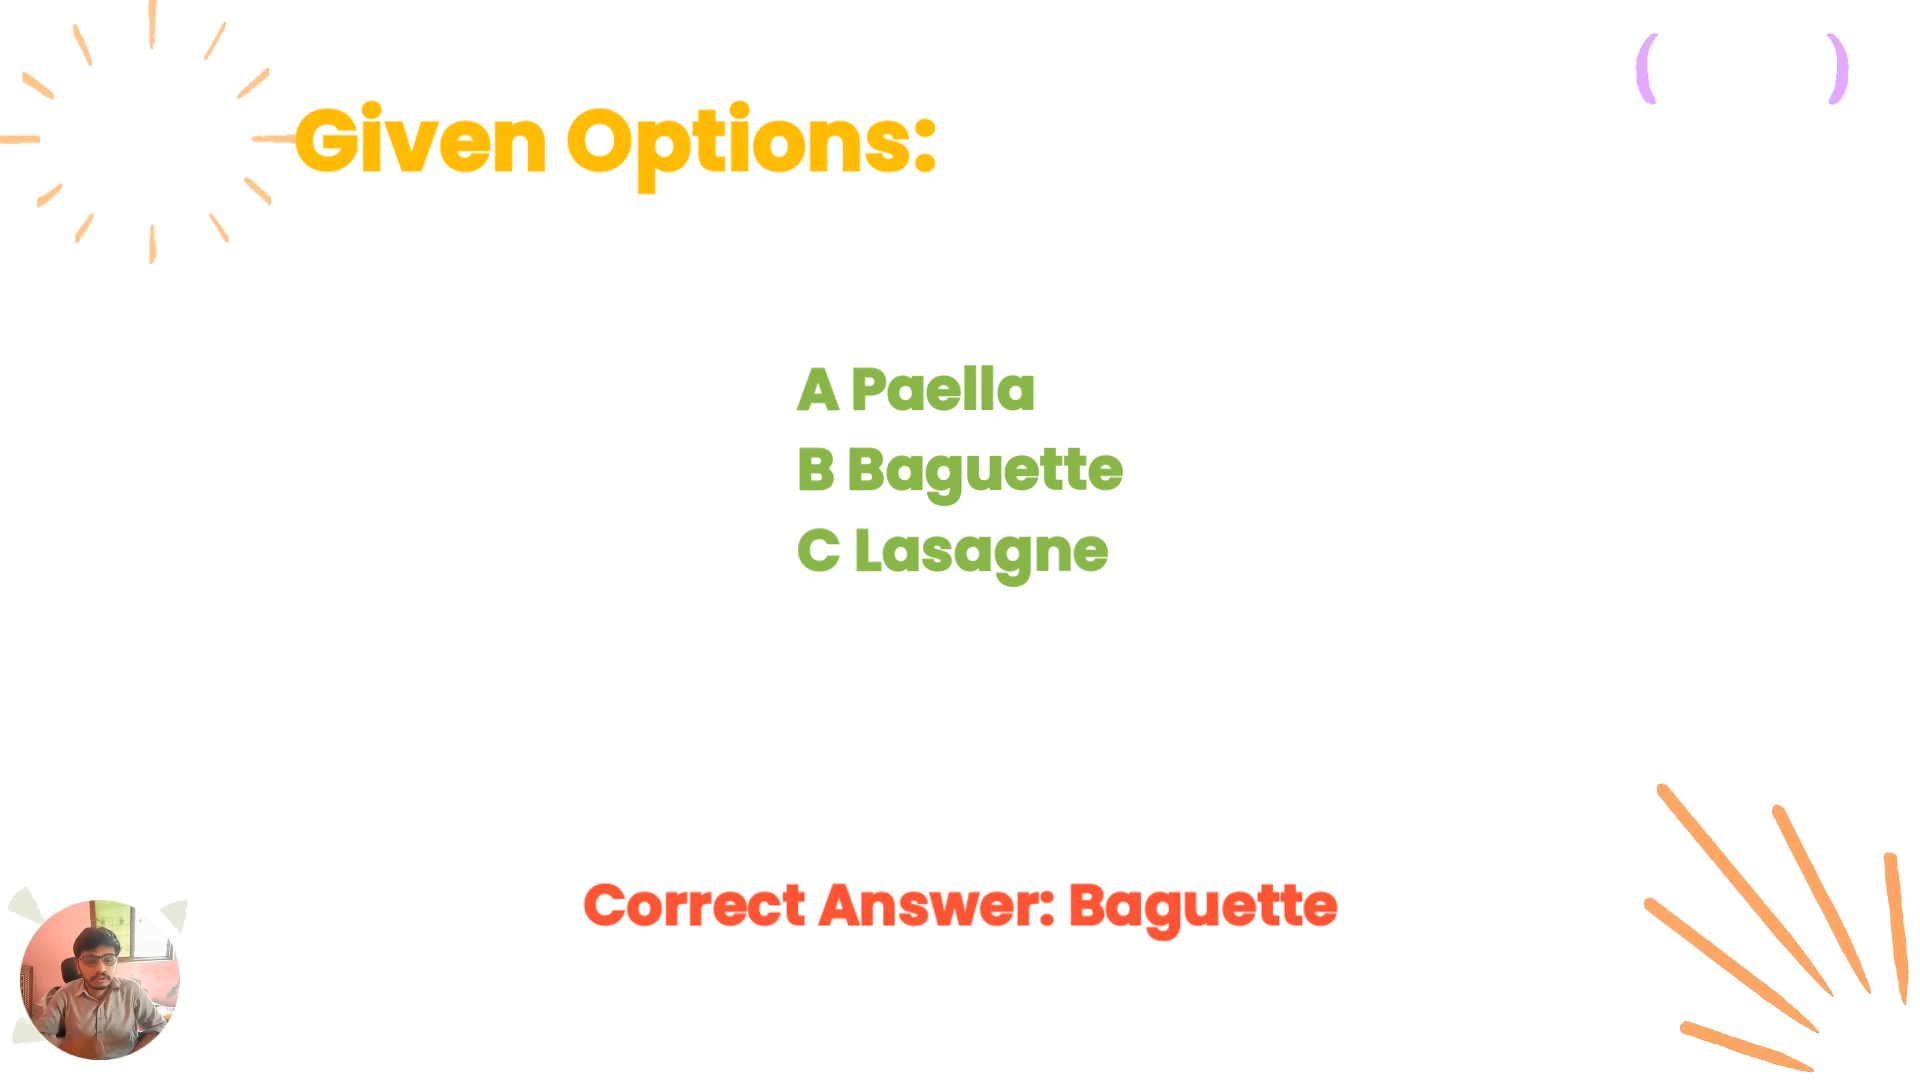 Given Options:
A Paella
B Baguette
C Lasagne
Correct Answer: Baguette